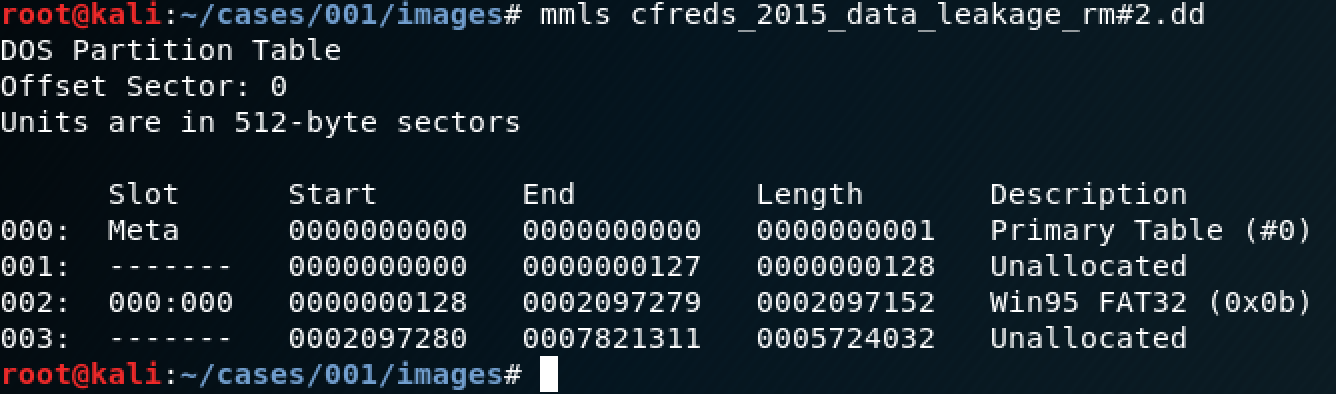 root@kali:~/cases/001/images# mmls cfreds_2015_data_leakage_rm#2.dd
DOS Partition Table
Offset Sector: 0
Units are in 512-byte sectors
      Slot      Start        End          Length       Description
000:  Meta      0000000000   0000000000   0000000001   Primary Table (#0)
001:  -------   0000000000   0000000127   0000000128   Unallocated
002:  000:000   0000000128   0002097279   0002097152   Win95 FAT32 (0x0b)
003:  -------   0002097280   0007821311   0005724032   Unallocated
root@kali:~/cases/001/images#